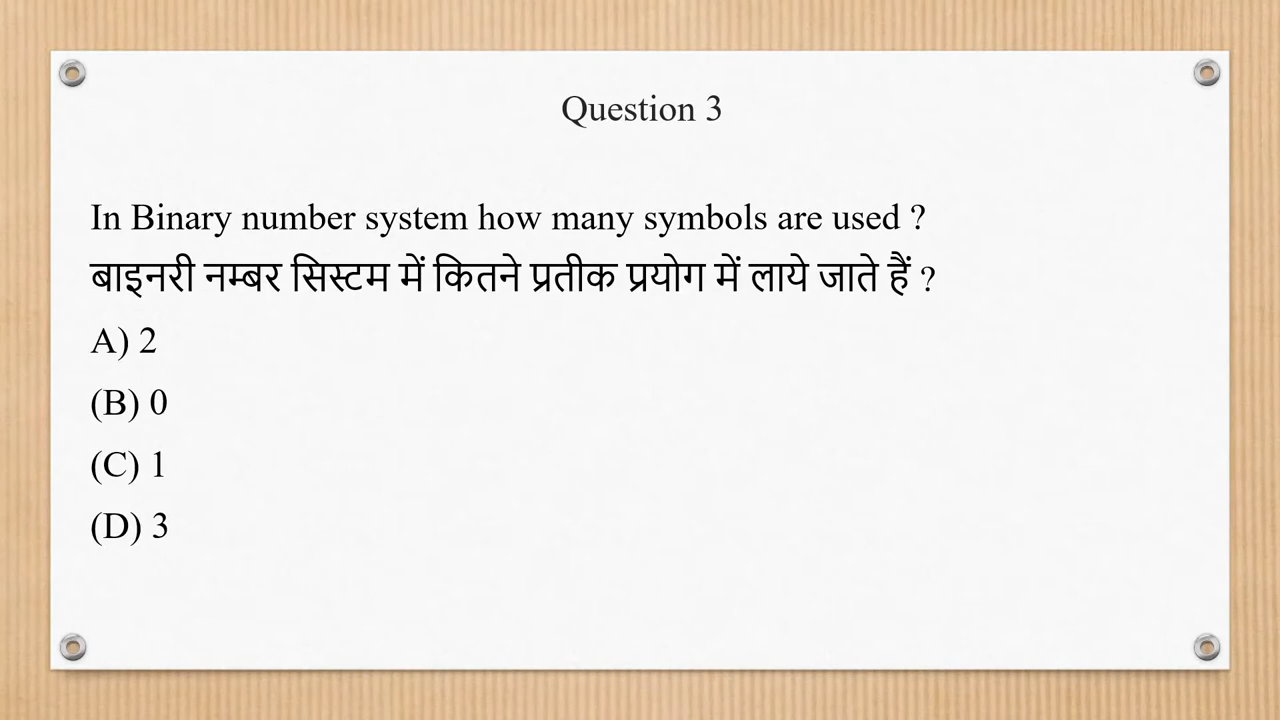 Question 3
In Binary number system how many symbols are used ?
बाइनरी नम्बर सिस्टम में कितने प्रतीक प्रयोग में लाये जाते हैं ?
A) 2
(B) 0
(C) 1
(D) 3